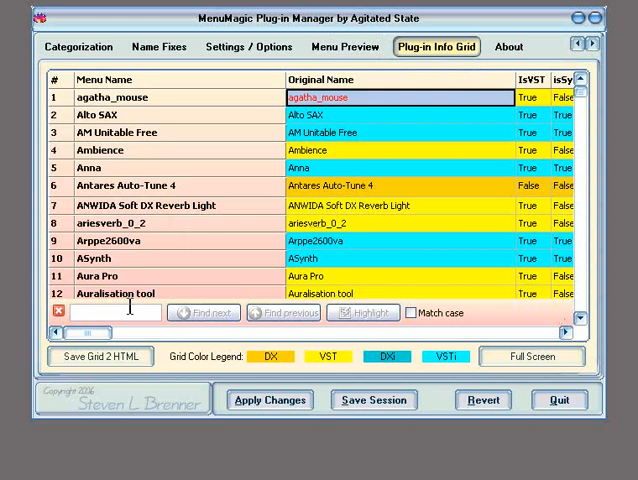 MenuMagic Plug-in Manager by Agitated State
Categorization Name Fixes Settings / Options Menu Preview Plug-in Info Grid About
# Menu Name Original Name IsVST isSy
1 agatha_mouse agatha_mouse True False
2 Alto SAX Alto SAX True True
3 AM Unitable Free AM Unitable Free True True
4 Ambience Ambience True False
5 Anna Anna True True
6 Antares Auto-Tune 4 Antares Auto-Tune 4 False False
7 ANWIDA Soft DX Reverb Light ANWIDA Soft DX Reverb Light True False
8 ariesverb_0_2 ariesverb_0_2 True False
9 Arppe2600va Arppe2600va True True
10 ASynth ASynth True True
11 Aura Pro Aura Pro True False
12 Auralisation tool Auralisation tool True False
Find next Find previous Highlight Match case
Save Grid 2 HTML Grid Color Legend: DX VST DXi VSTi Full Screen
Copyright 2006
Steven L Brenner
Apply Changes Save Session Revert Quit